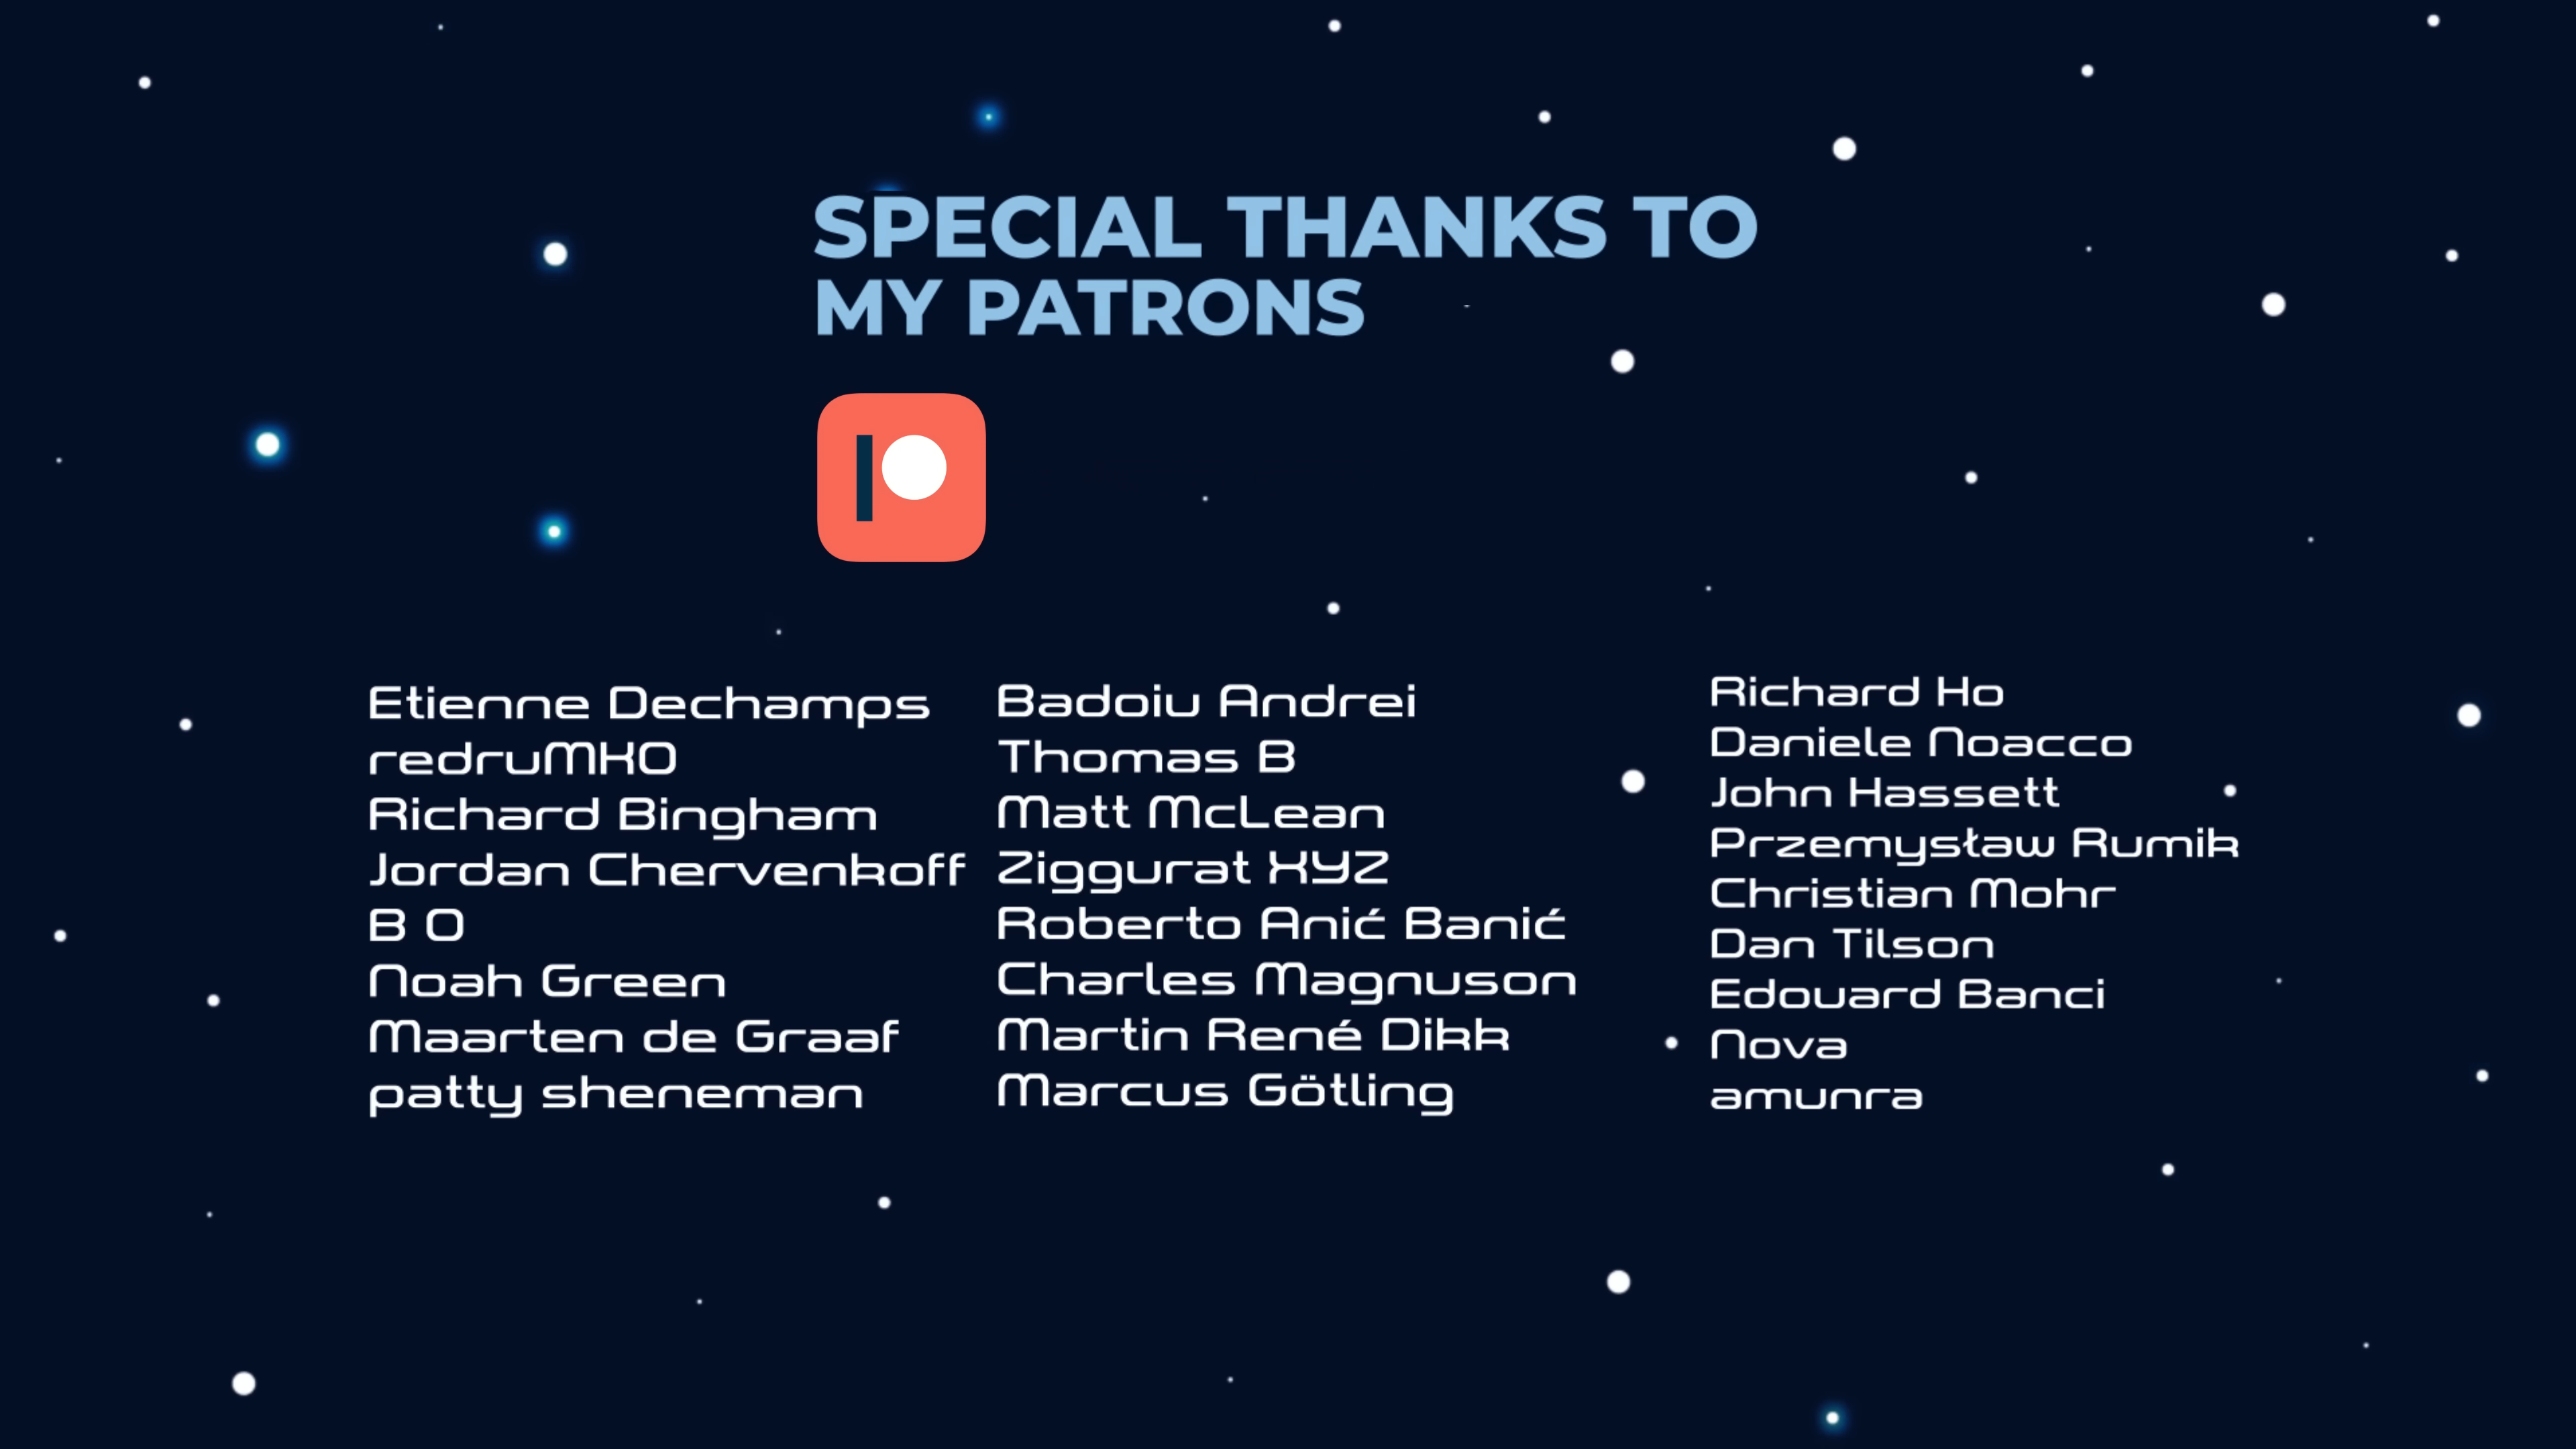 SPECIAL THANKS TO
MY PATRONS
Etienne Dechamps
redruMKO
Richard Bingham
Jordan Chervenkoff
B O
Noah Green
Maarten de Graaf
patty sheneman
Badoiu Andrei
Thomas B
Matt McLean
Ziggurat XYZ
Roberto Anić Banić
Charles Magnuson
Martin René Dikk
Marcus Götling
Richard Ho
Daniele Noacco
John Hassett
Przemysław Rumik
Christian Mohr
Dan Tilson
Edouard Banci
Nova
amunra